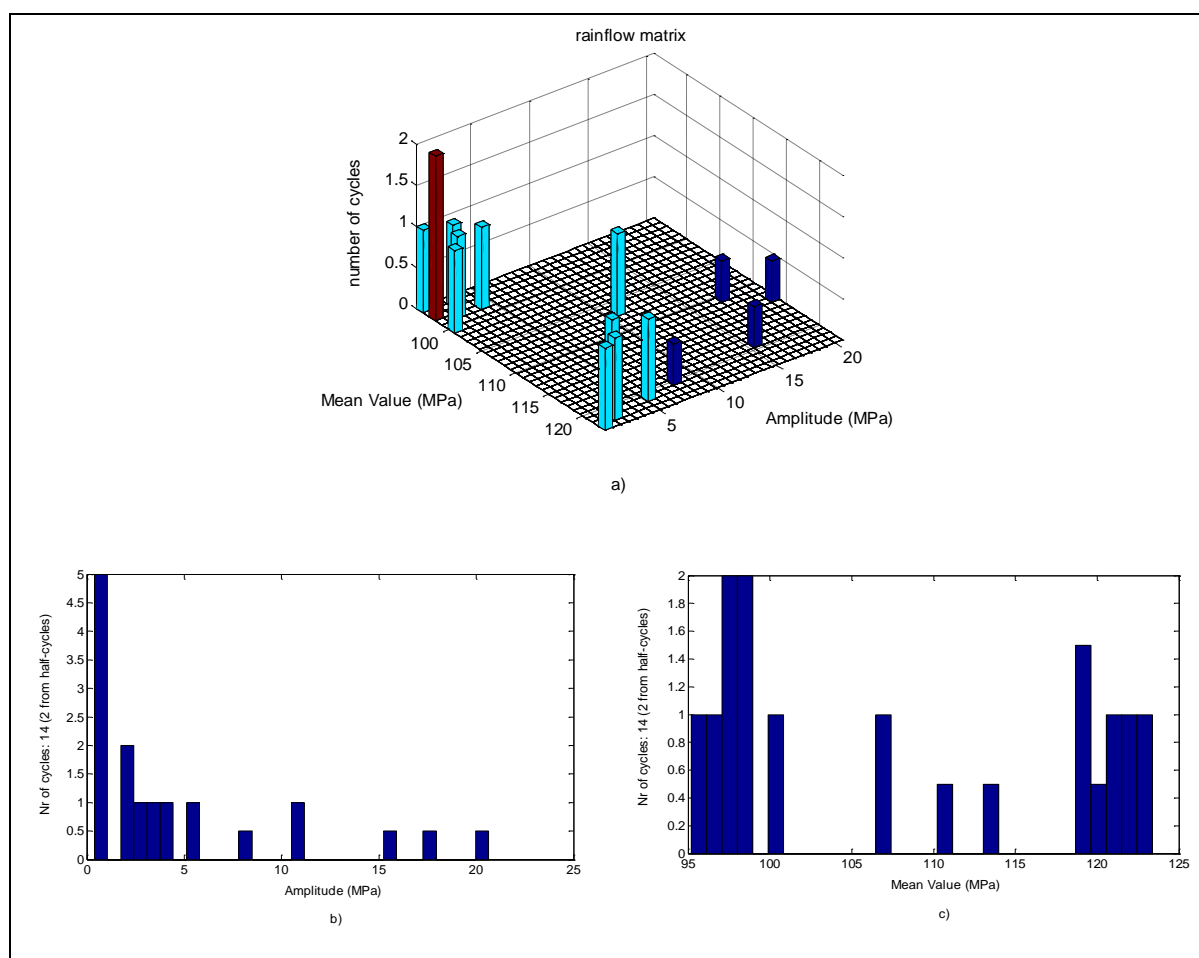 rainflow matrix
2
1.5
1
0.5
0
number of cycles
100
105
110
115
120
Mean Value (MPa)
5
10
15
20
Amplitude (MPa)
a)
5
4.5
4
3.5
3
2.5
2
1.5
1
0.5
0
Nr of cycles: 14 (2 from half-cycles)
0 5 10 15 20 25
Amplitude (MPa)
b)
2
1.8
1.6
1.4
1.2
1
0.8
0.6
0.4
0.2
0
Nr of cycles: 14 (2 from half-cycles)
95 100 105 110 115 120 125
Mean Value (MPa)
c)